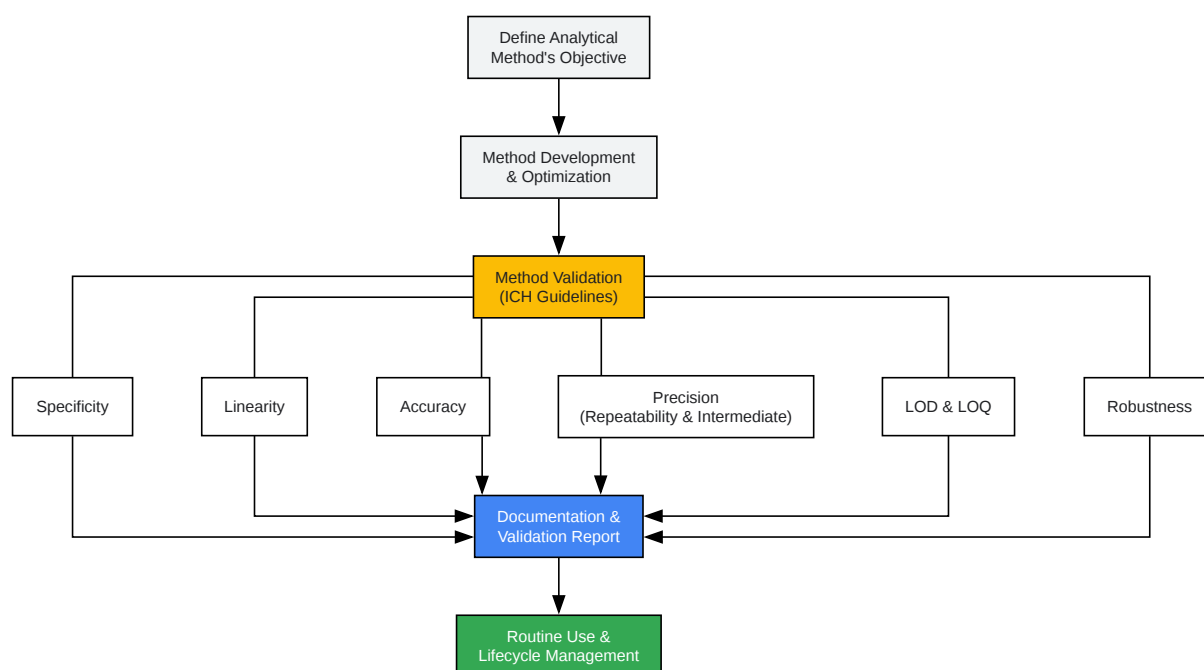 Define Analytical
Method's Objective
Method Development
& Optimization
Method Validation
(ICH Guidelines)
Specificity
Linearity
Accuracy
Precision
(Repeatability & Intermediate)
LOD & LOQ
Robustness
Documentation &
Validation Report
Routine Use &
Lifecycle Management